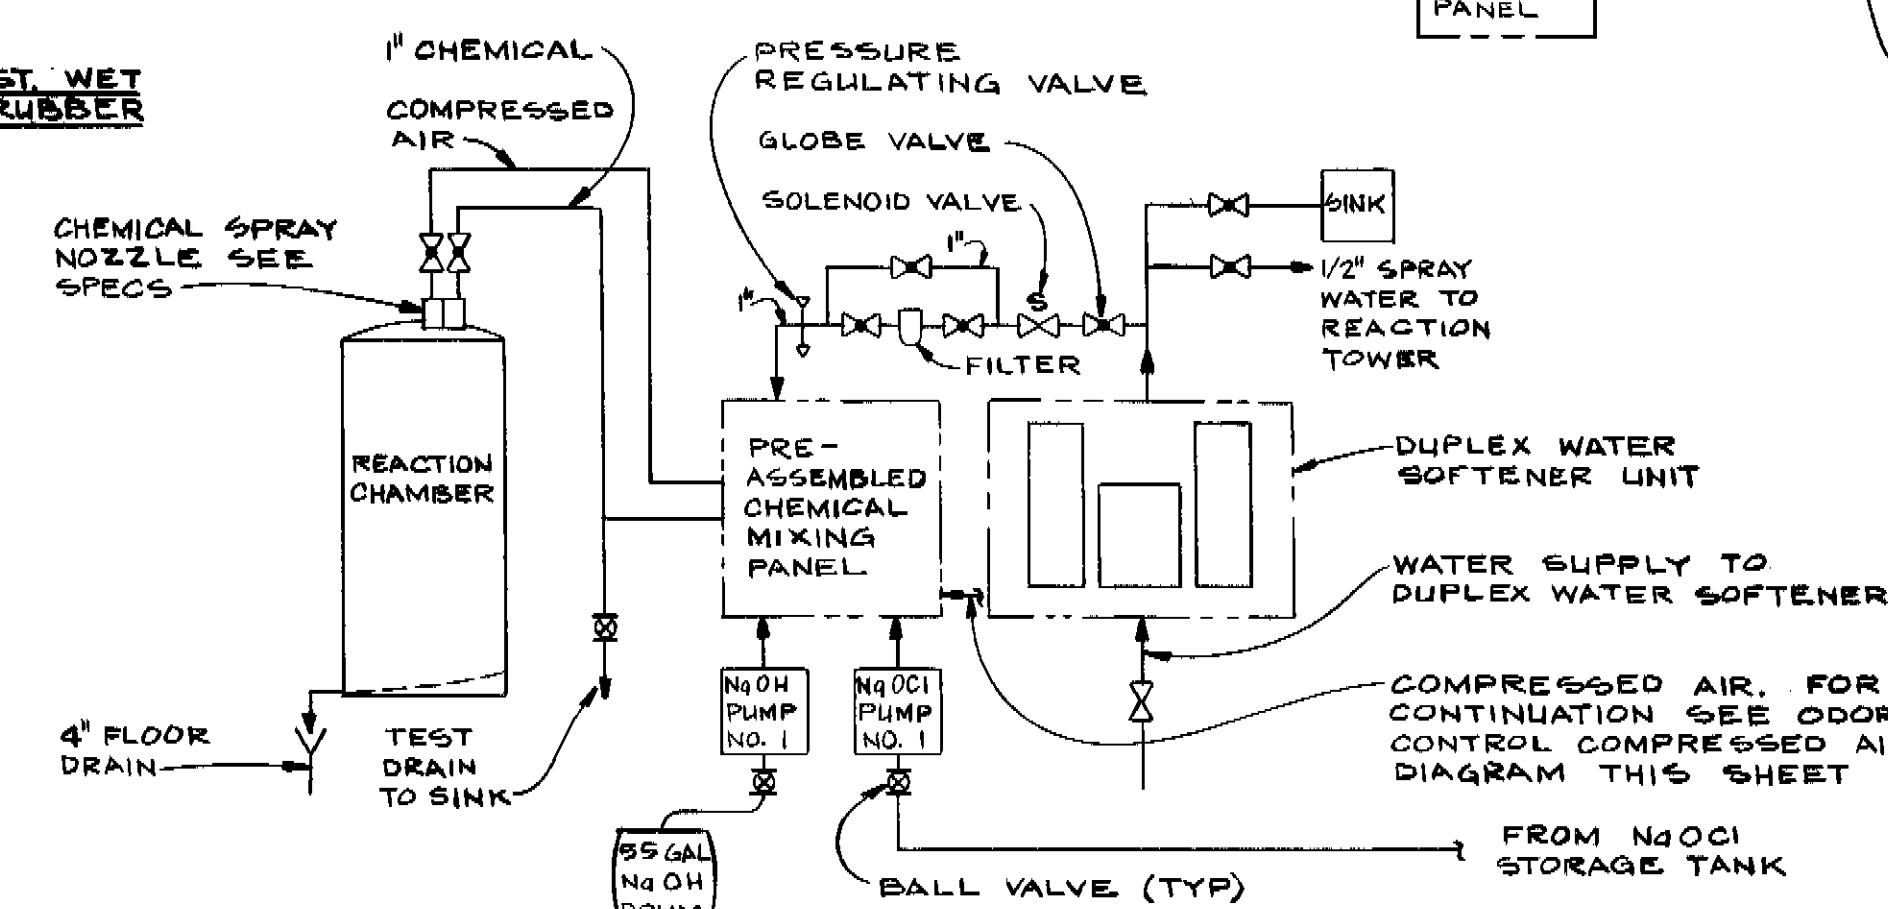 PANEL
ST. WET
RUBBER
1" CHEMICAL
COMPRESSED
AIR
PRESSURE
REGULATING VALVE
GLOBE VALVE
SOLENOID VALVE
CHEMICAL SPRAY
NOZZLE SEE
SPECS
1"
1"
S
SINK
1/2" SPRAY
WATER TO
REACTION
TOWER
FILTER
REACTION
CHAMBER
PRE-
ASSEMBLED
CHEMICAL
MIXING
PANEL
DUPLEX WATER
SOFTENER UNIT
WATER SUPPLY TO
DUPLEX WATER SOFTENER
NaOH
PUMP
NO. 1
NaOCl
PUMP
NO. 1
COMPRESSED AIR. FOR
CONTINUATION SEE ODOR
CONTROL COMPRESSED AI
DIAGRAM THIS SHEET
4" FLOOR
DRAIN
TEST
DRAIN
TO SINK
55 GAL
NaOH
BALL VALVE (TYP)
FROM NaOCl
STORAGE TANK